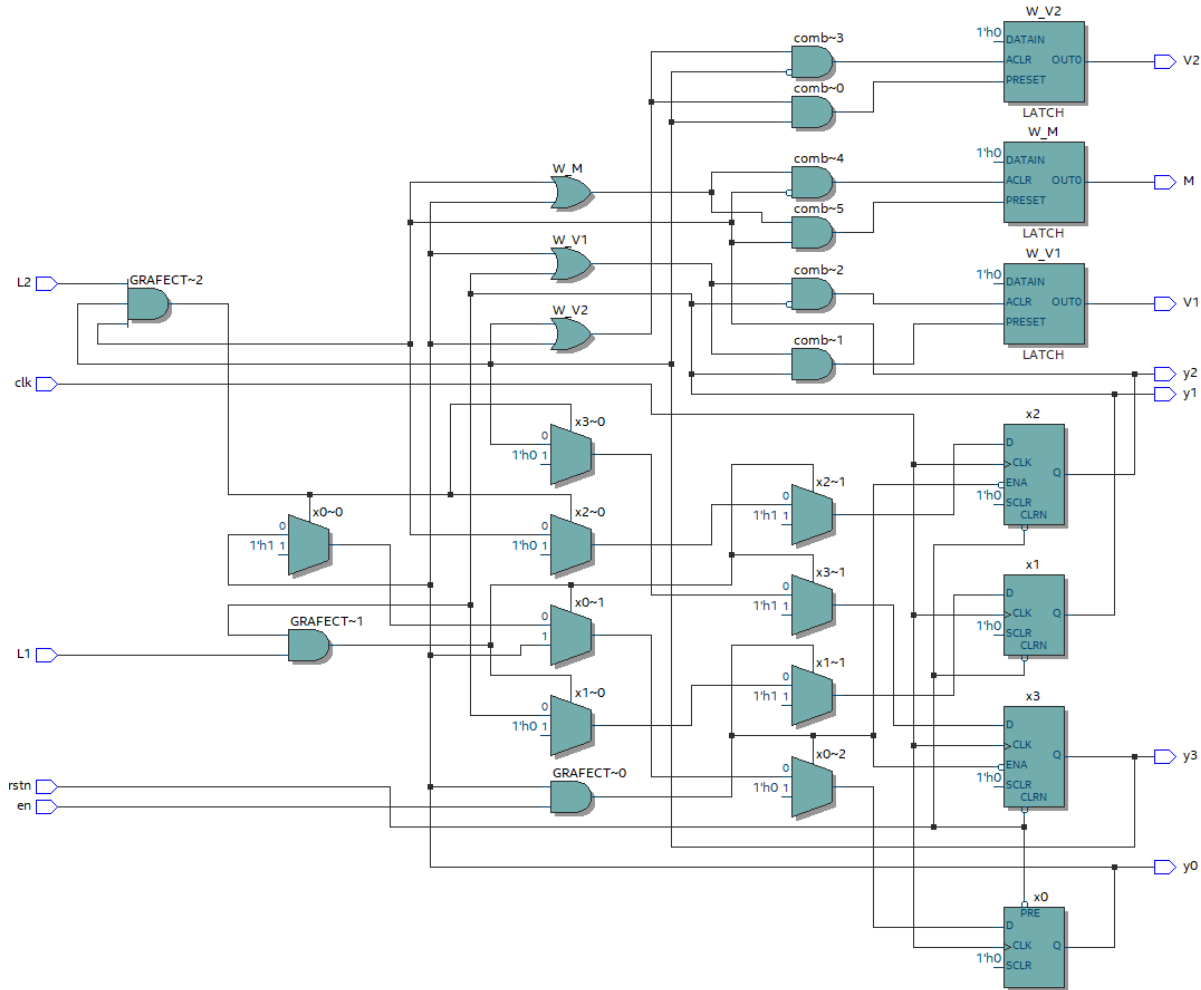 W_V2
comb~3
1'h0
DATAIN
ACLR
OUT0
PRESET
V2
comb~0
LATCH
W_M
comb~4
1'h0
DATAIN
W_M
ACLR
OUT0
PRESET
M
comb~5
LATCH
W_V1
W_V1
L2
GRAFECT~2
comb~2
1'h0
DATAIN
ACLR
OUT0
PRESET
V1
W_V2
comb~1
LATCH
clk
y2
y1
x3~0
0
1'h0
1
x2
D
CLK
Q
ENA
1'h0
SCLR
CLRN
x2~1
0
1'h1
1
x0~0
0
1'h1
1
x2~0
0
1'h0
1
x3~1
0
1'h1
1
x1
D
CLK
Q
1'h0
SCLR
CLRN
GRAFECT~1
L1
x0~1
0
1
x1~1
0
1'h1
1
x1~0
0
1'h0
1
x3
D
CLK
Q
ENA
1'h0
SCLR
CLRN
y3
x0~2
0
1'h0
1
GRAFECT~0
rstn
en
y0
x0
PRE
D
CLK
Q
1'h0
SCLR